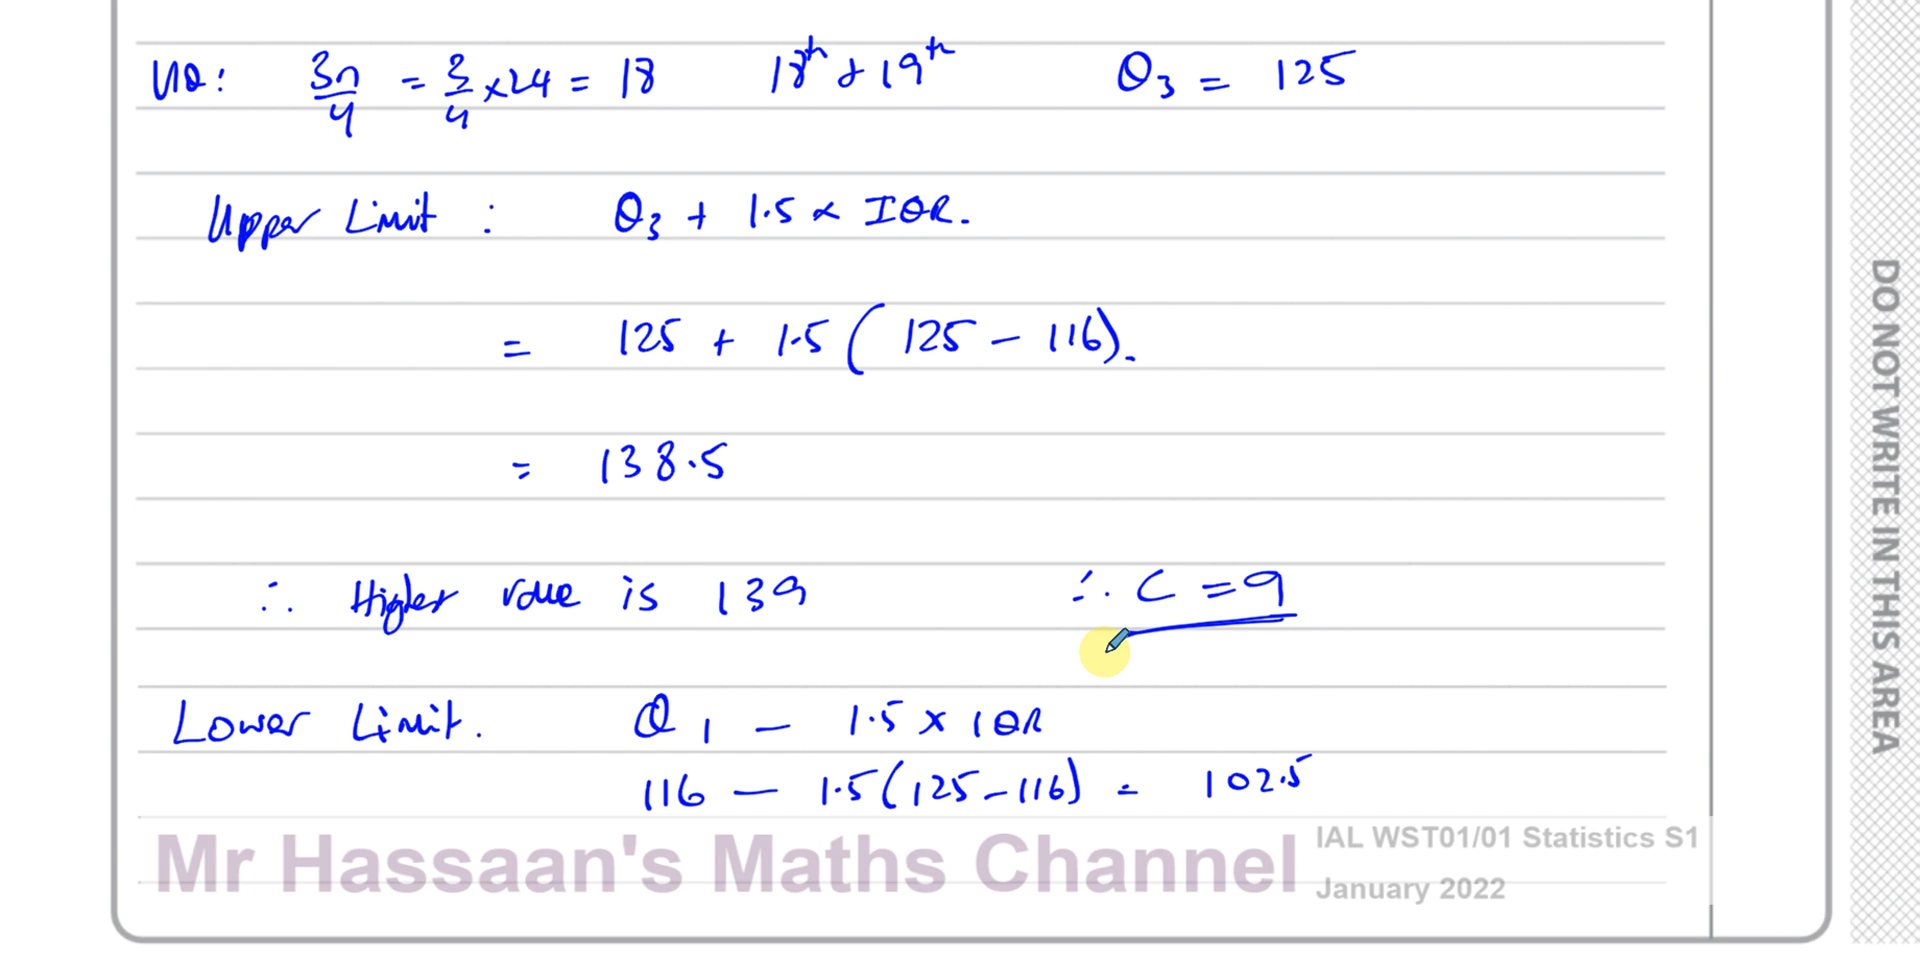 UQ: 3n/4 = 3/4 × 24 = 18 18th & 19th Q3 = 125
Upper Limit : Q3 + 1.5 × IQR.
= 125 + 1.5 ( 125 - 116).
= 138.5
∴ Higher value is 139 ∴ C = 9
Lower Limit. Q1 - 1.5 × IQR
116 - 1.5(125-116) = 102.5
Mr Hassaan's Maths Channel
IAL WST01/01 Statistics S1
January 2022
DO NOT WRITE IN THIS AREA